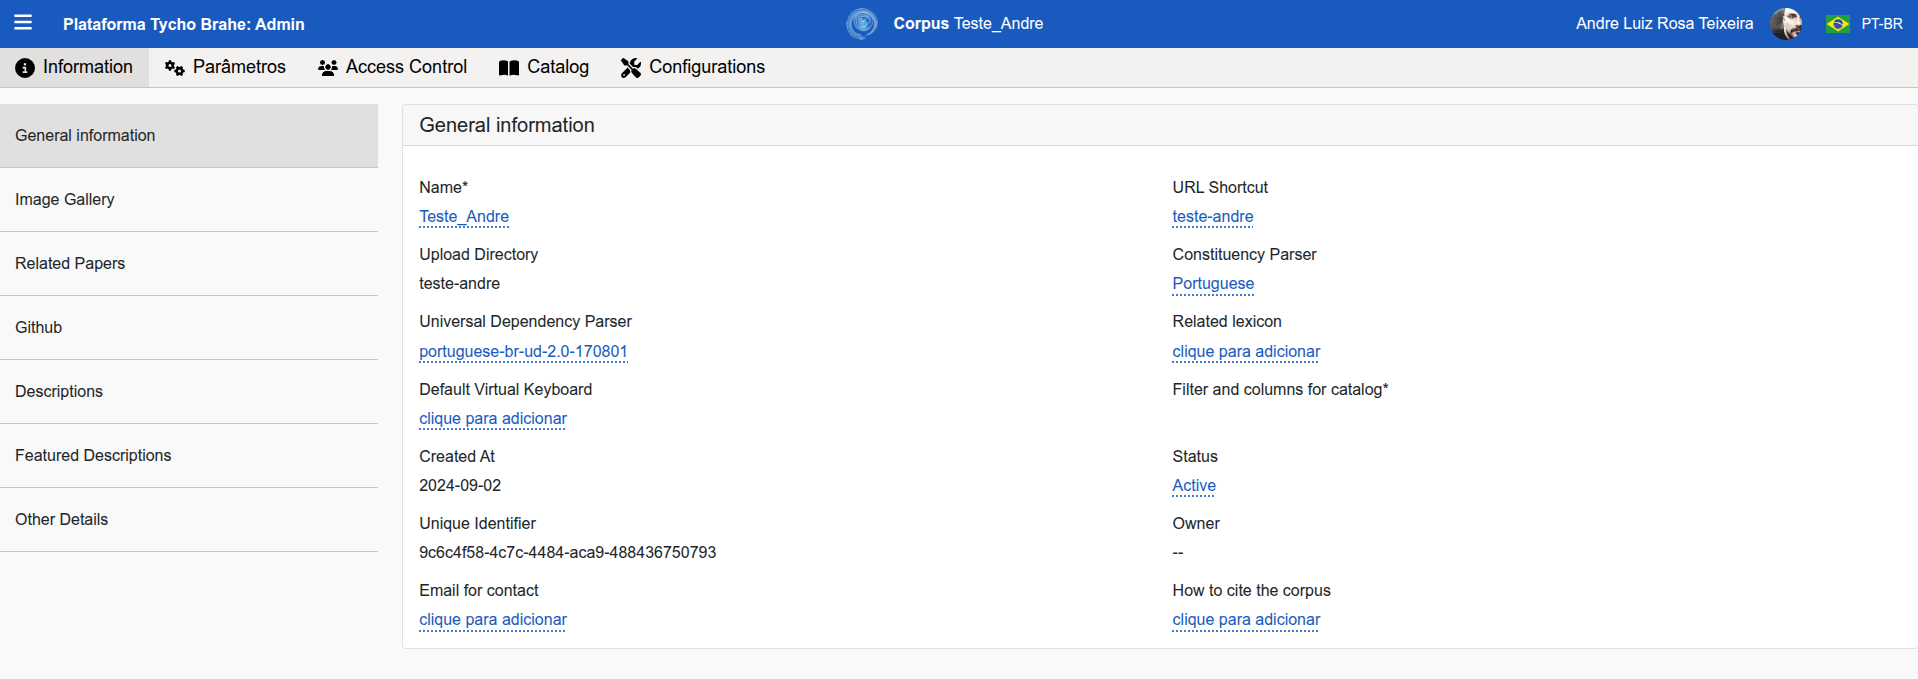 Plataforma Tycho Brahe: Admin
Corpus Teste_Andre
Andre Luiz Rosa Teixeira
PT-BR
Information
Parâmetros
Access Control
Catalog
Configurations
General information
Image Gallery
Related Papers
Github
Descriptions
Featured Descriptions
Other Details
General information
Name*
Teste_Andre
URL Shortcut
teste-andre
Upload Directory
teste-andre
Constituency Parser
Portuguese
Universal Dependency Parser
portuguese-br-ud-2.0-170801
Related lexicon
clique para adicionar
Default Virtual Keyboard
clique para adicionar
Filter and columns for catalog*
Created At
2024-09-02
Status
Active
Unique Identifier
9c6c4f58-4c7c-4484-aca9-488436750793
Owner
--
Email for contact
clique para adicionar
How to cite the corpus
clique para adicionar